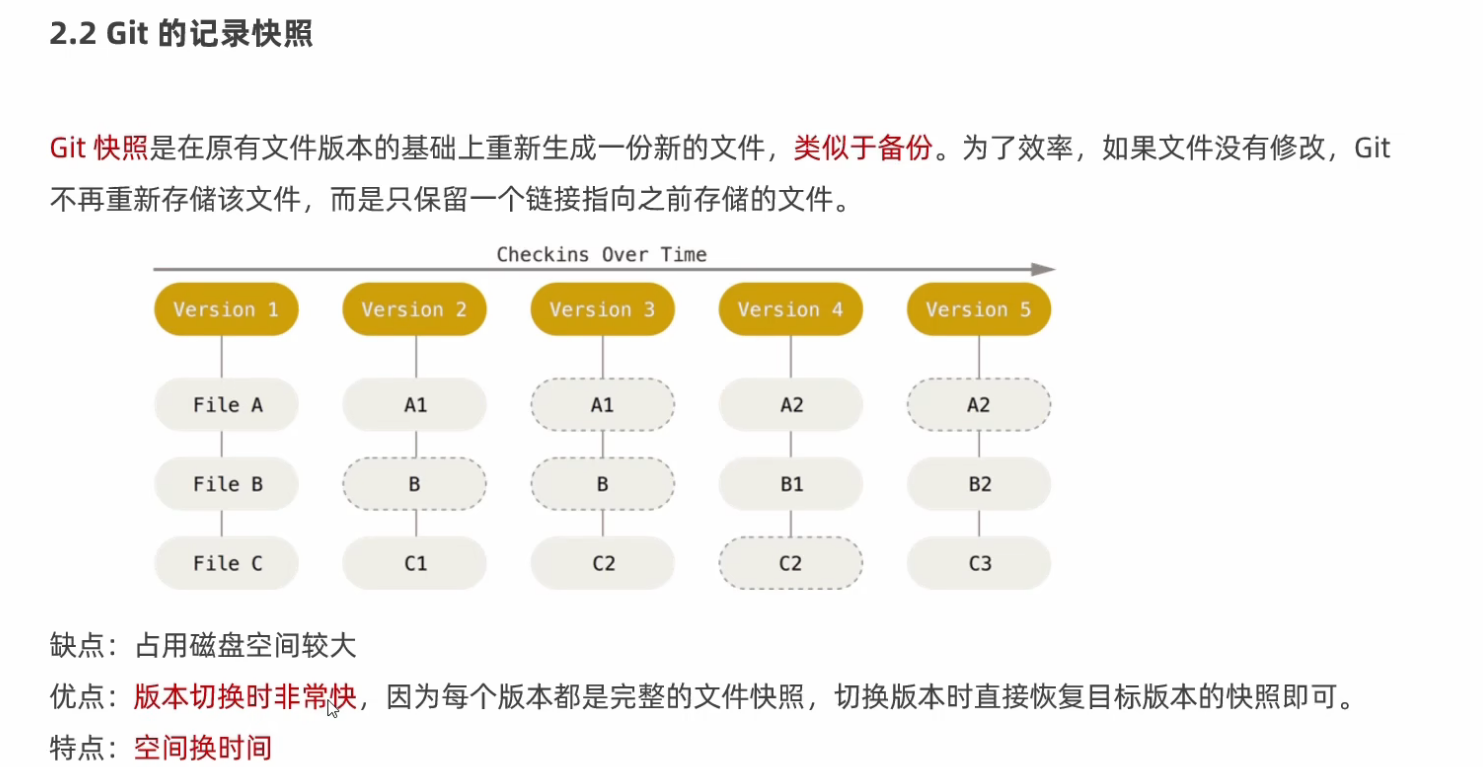 2.2 Git 的记录快照
Git 快照是在原有文件版本的基础上重新生成一份新的文件，类似于备份。为了效率，如果文件没有修改，Git
不再重新存储该文件，而是只保留一个链接指向之前存储的文件。
Checkins Over Time
Version 1 Version 2 Version 3 Version 4 Version 5
File A A1 A1 A2 A2
File B B B B1 B2
File C C1 C2 C2 C3
缺点：占用磁盘空间较大
优点：版本切换时非常快，因为每个版本都是完整的文件快照，切换版本时直接恢复目标版本的快照即可。
特点：空间换时间